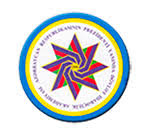 AZƏRBAYCAN RESPUBLİKASININ PREZİDENTİ YANINDA DÖVLƏT İDARƏÇİLİK AKADEMİYASI